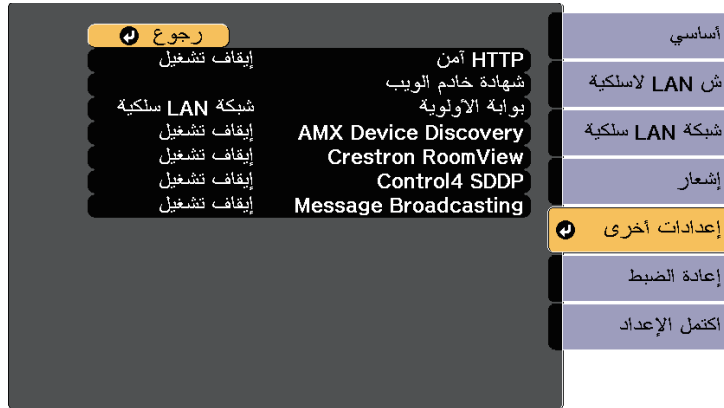 أساسي
ش LAN لاسلكية
شبكة LAN سلكية
إشعار
إعدادات أخرى
إعادة الضبط
اكتمل الإعداد
رجوع
HTTP آمن إيقاف تشغيل
شهادة خادم الويب
بوابة الأولوية شبكة LAN سلكية
AMX Device Discovery إيقاف تشغيل
Crestron RoomView إيقاف تشغيل
Control4 SDDP إيقاف تشغيل
Message Broadcasting إيقاف تشغيل